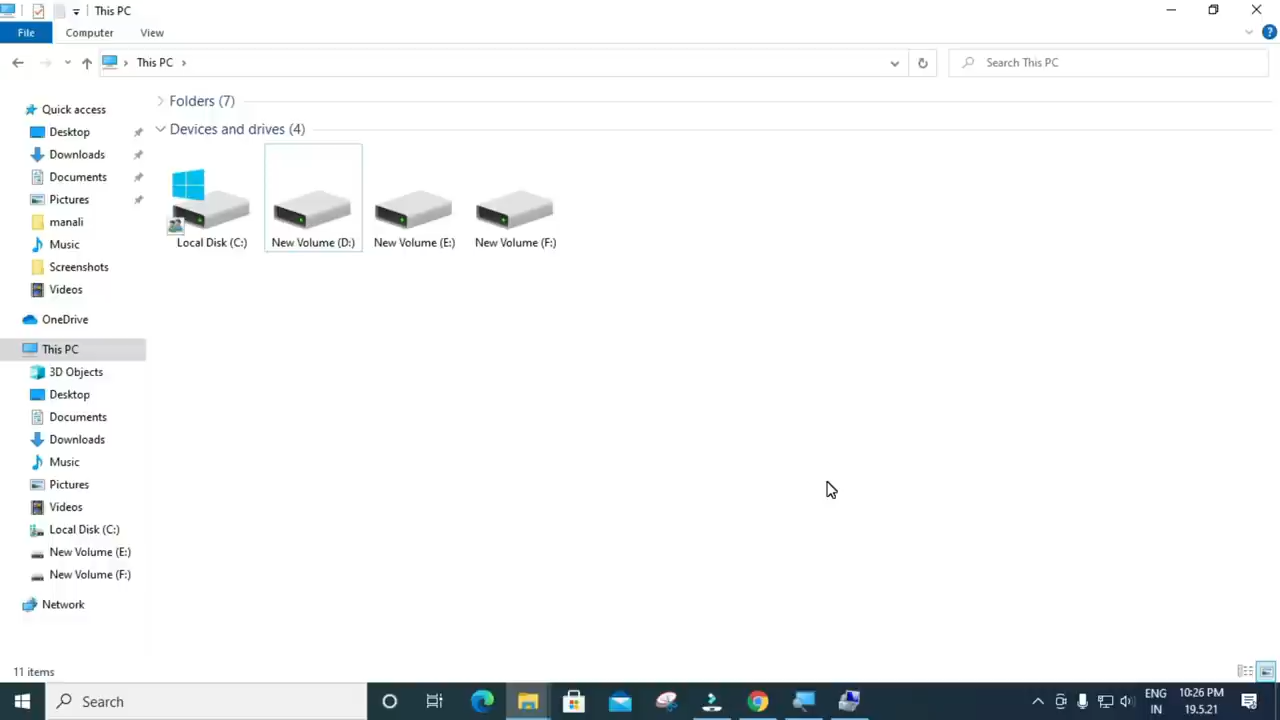 This PC
File Computer View
This PC
Search This PC
Quick access
Desktop
Downloads
Documents
Pictures
manali
Music
Screenshots
Videos
OneDrive
This PC
3D Objects
Desktop
Documents
Downloads
Music
Pictures
Videos
Local Disk (C:)
New Volume (E:)
New Volume (F:)
Network
Folders (7)
Devices and drives (4)
Local Disk (C:) New Volume (D:) New Volume (E:) New Volume (F:)
11 items
Search
ENG
IN
10:26 PM
19.5.21